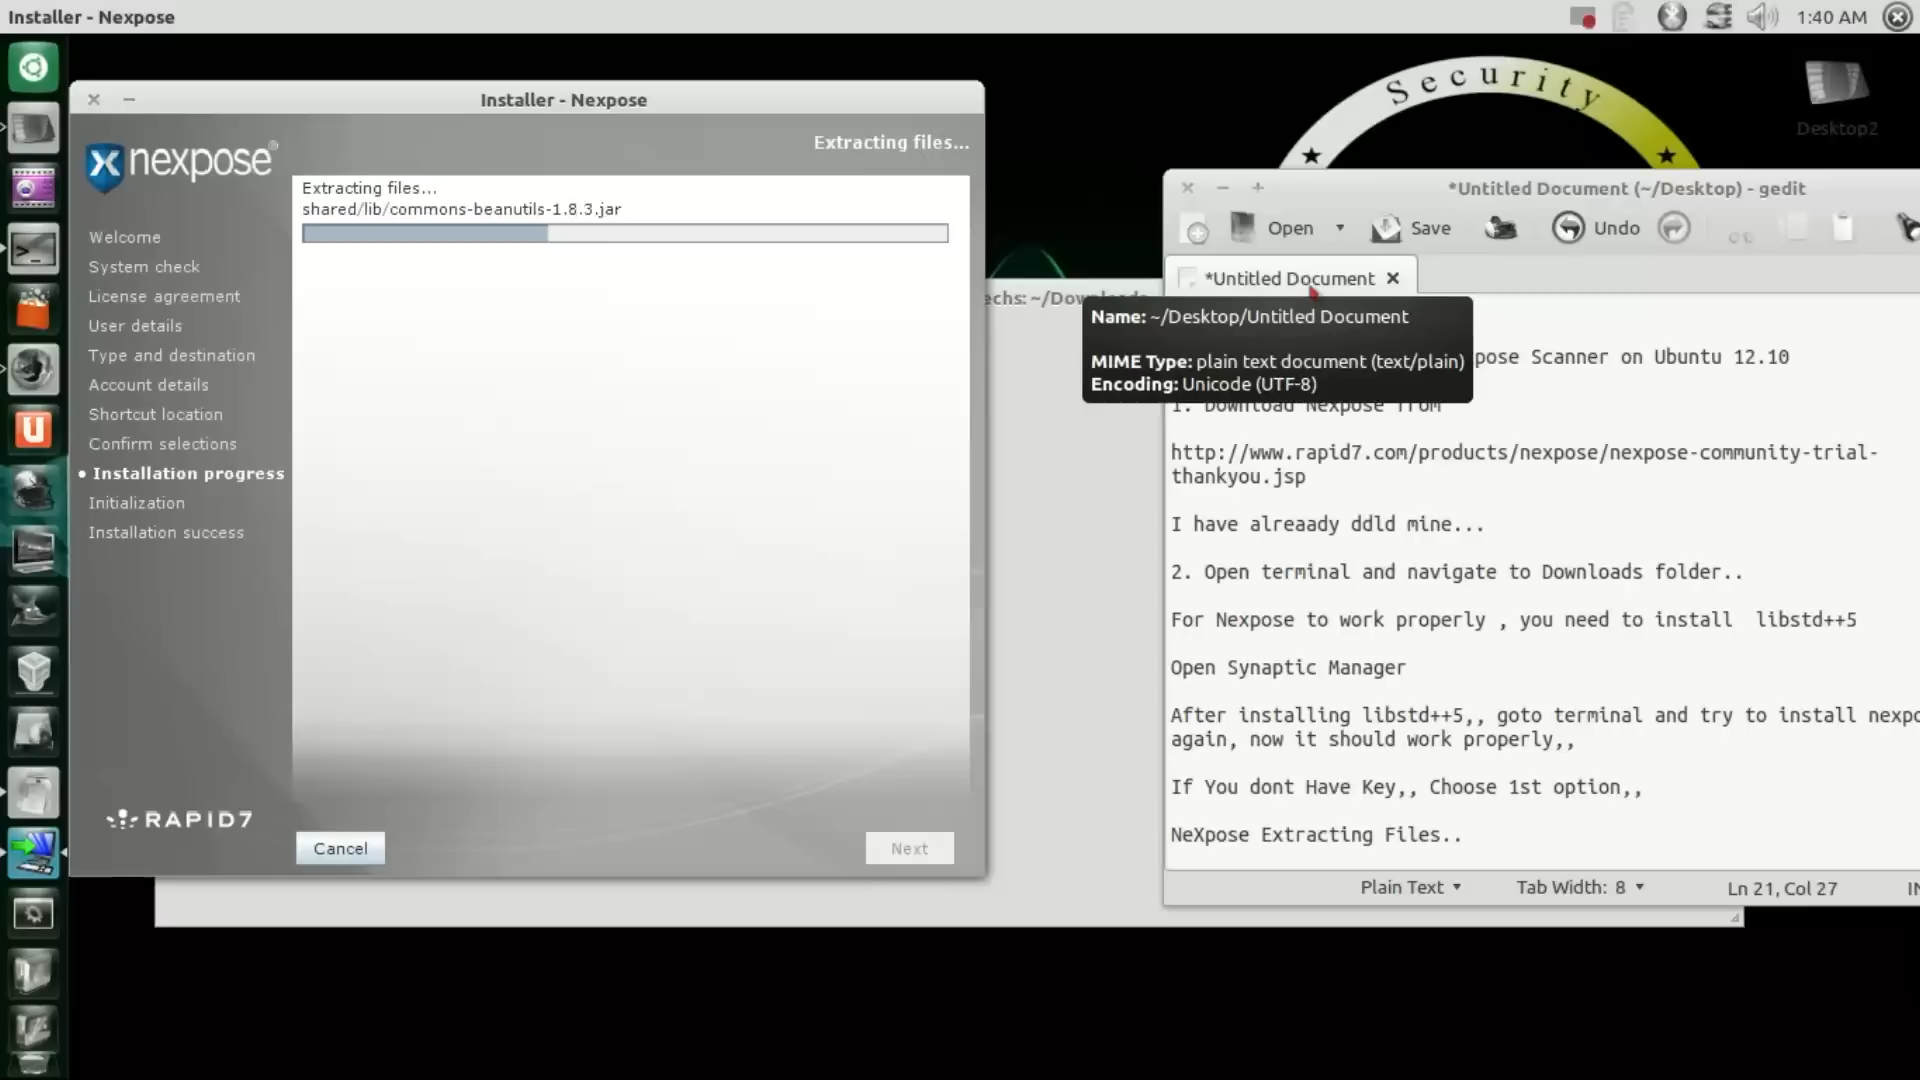 Installer - Nexpose
1:40 AM
Security
Desktop2
Installer - Nexpose
nexpose®
Extracting files...
Extracting files...
shared/lib/commons-beanutils-1.8.3.jar
Welcome
System check
License agreement
User details
Type and destination
Account details
Shortcut location
Confirm selections
• Installation progress
Initialization
Installation success
RAPID7
Cancel
Next
echs: ~/Downloads
*Untitled Document (~/Desktop) - gedit
Open
Save
Undo
*Untitled Document
Name: ~/Desktop/Untitled Document
MIME Type: plain text document (text/plain)
Encoding: Unicode (UTF-8)
pose Scanner on Ubuntu 12.10
1. Download Nexpose from
http://www.rapid7.com/products/nexpose/nexpose-community-trial-
thankyou.jsp
I have alreaady ddld mine...
2. Open terminal and navigate to Downloads folder..
For Nexpose to work properly , you need to install  libstd++5
Open Synaptic Manager
After installing libstd++5,, goto terminal and try to install nexpo
again, now it should work properly,,
If You dont Have Key,, Choose 1st option,,
NeXpose Extracting Files..
Plain Text
Tab Width: 8
Ln 21, Col 27
IN